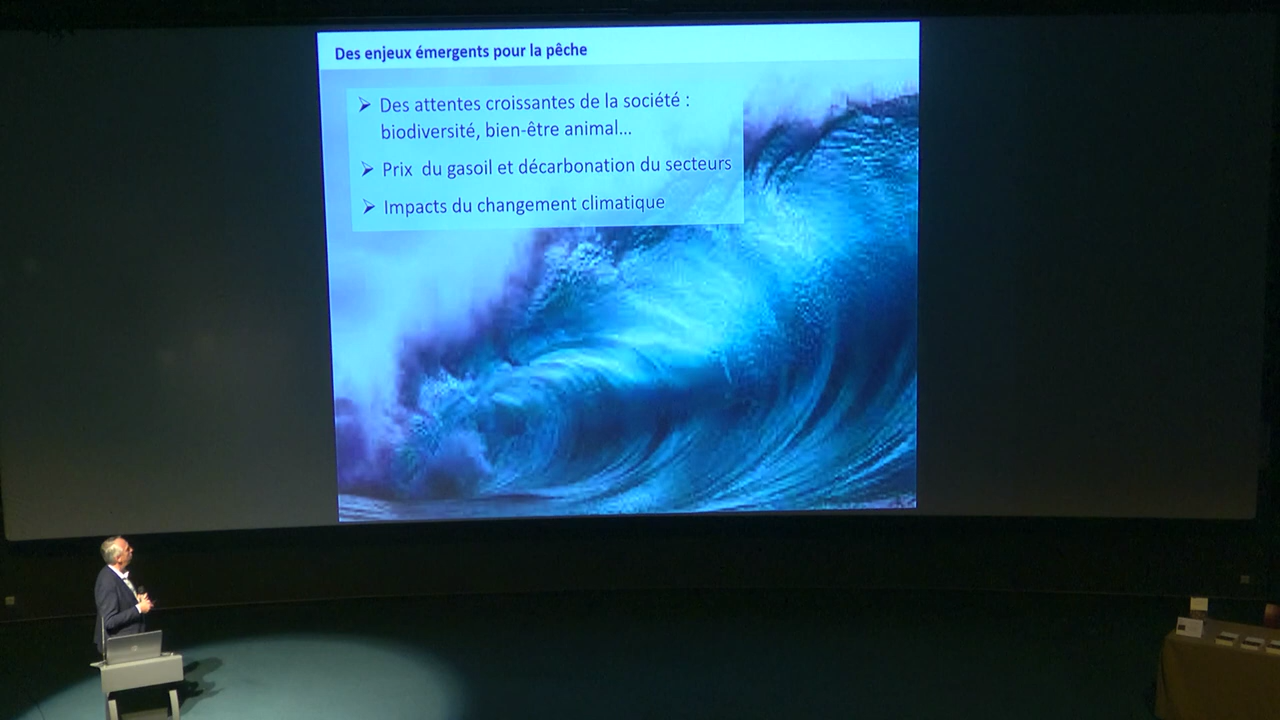 Des enjeux émergents pour la pêche
➢ Des attentes croissantes de la société :
biodiversité, bien-être animal...
➢ Prix du gasoil et décarbonation du secteurs
➢ Impacts du changement climatique